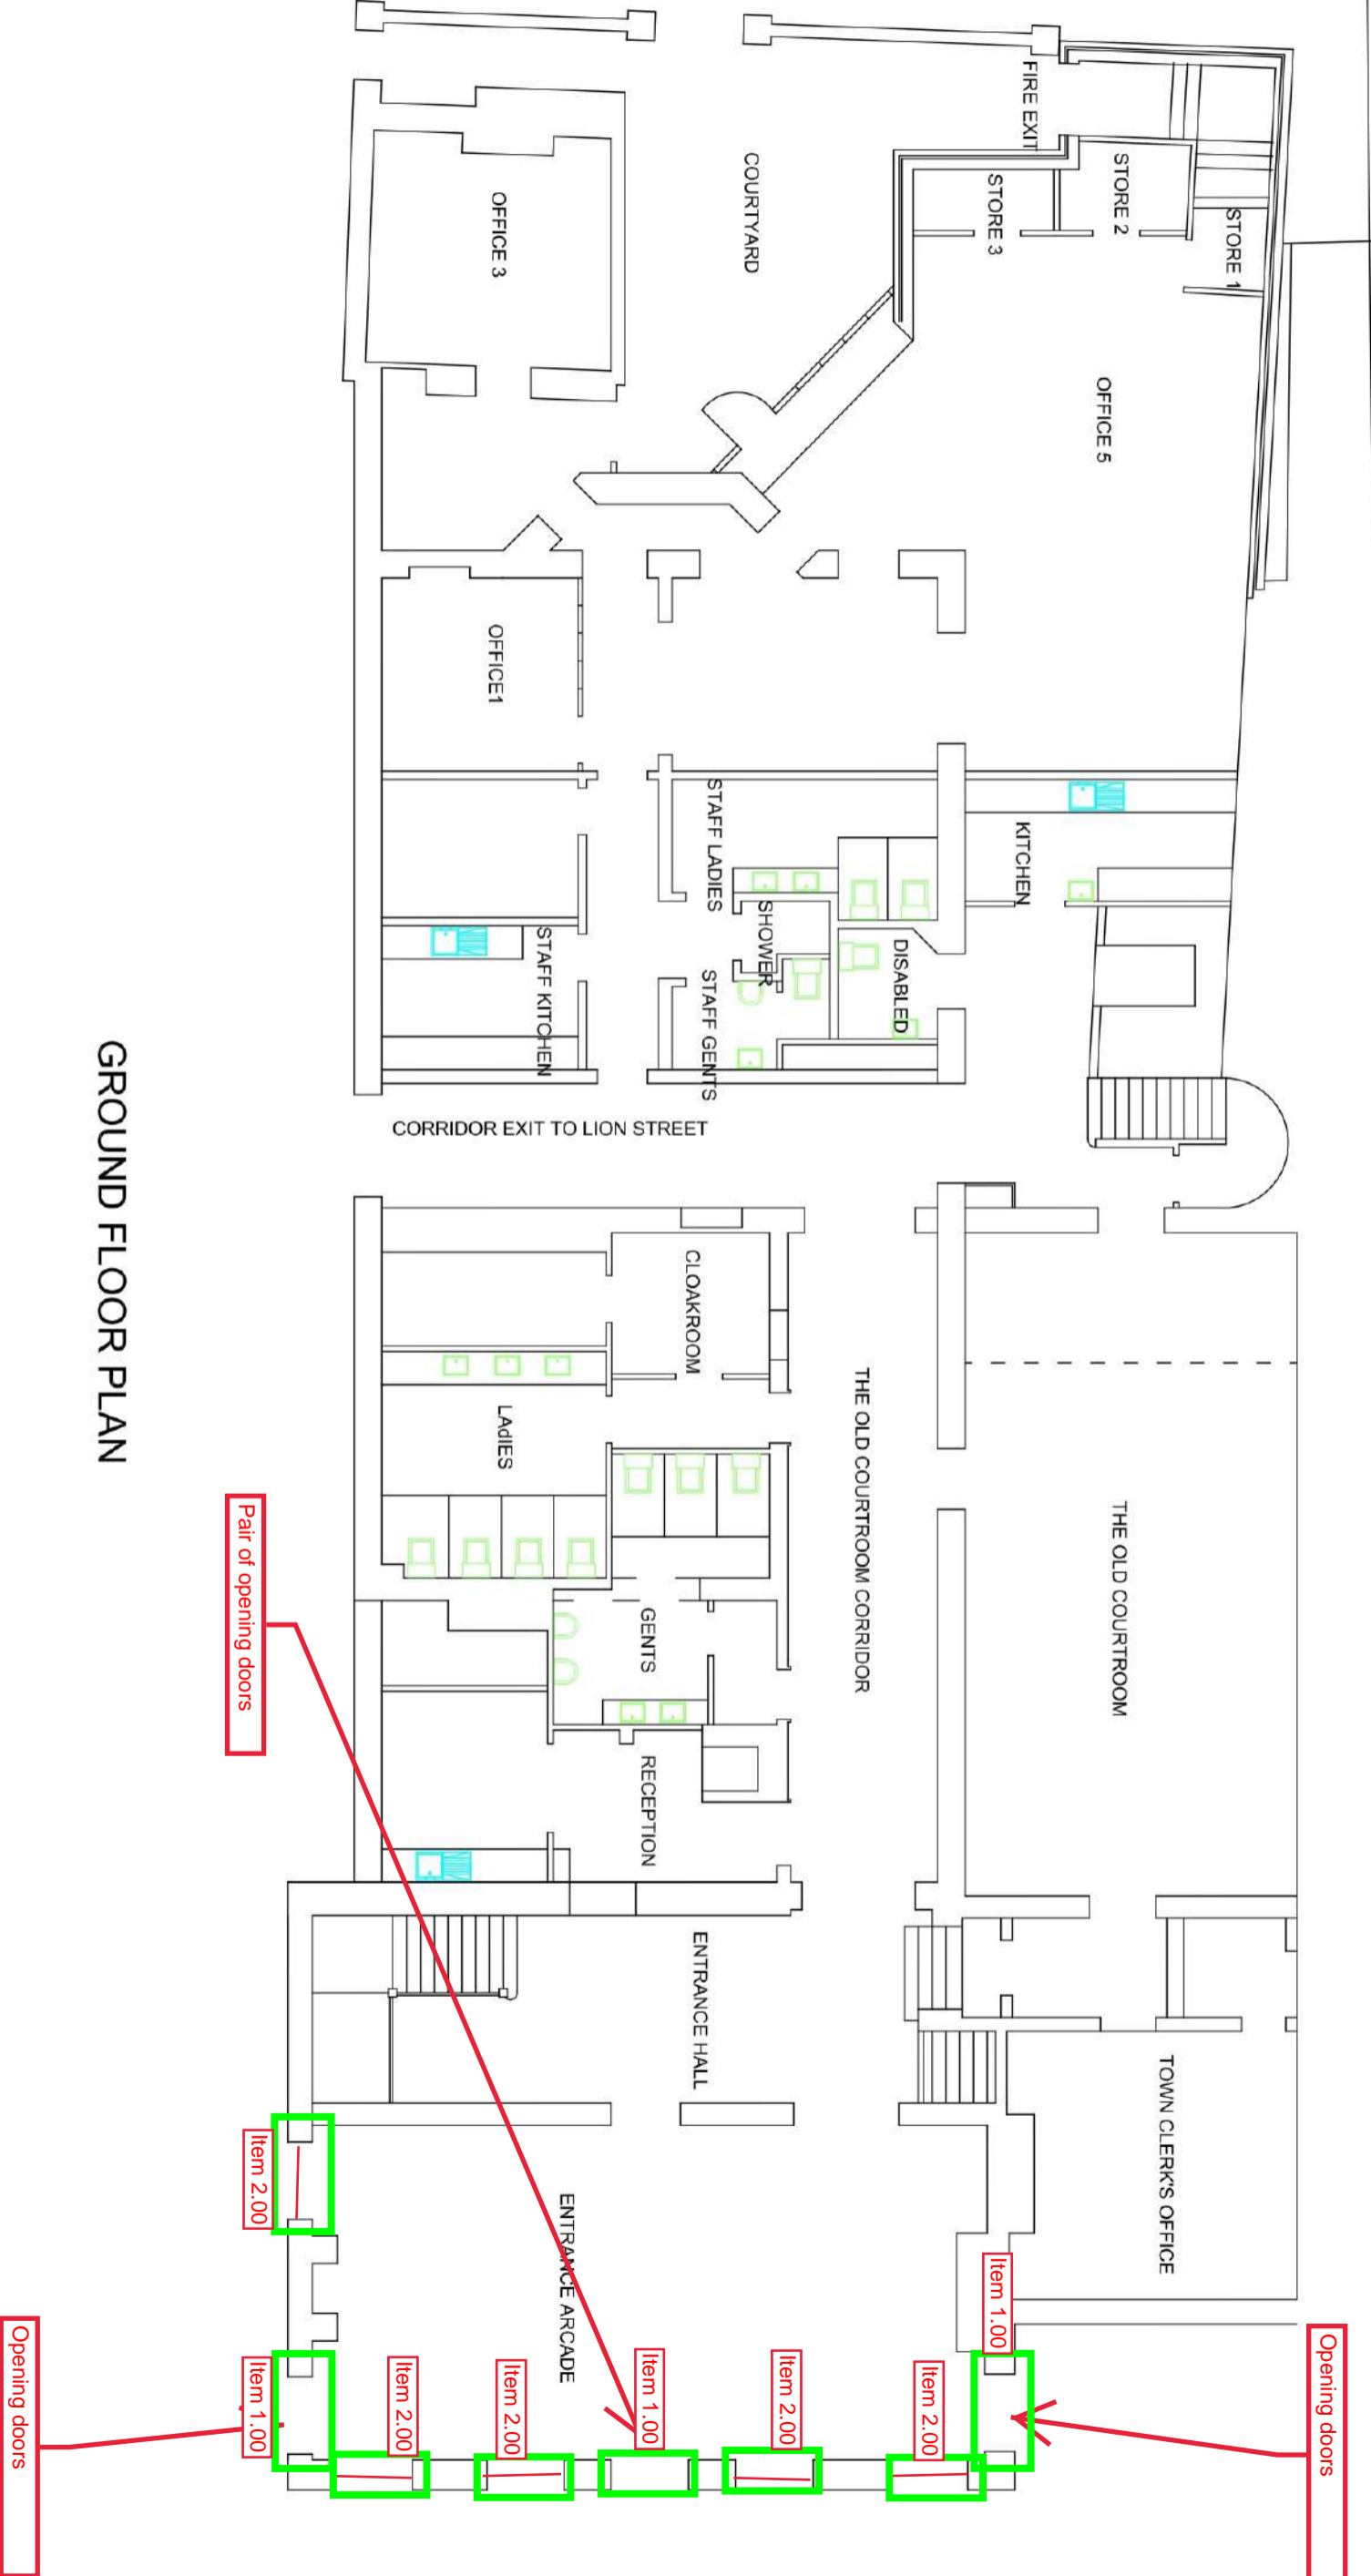 FIRE EXIT
STORE 1
STORE 2
STORE 3
COURTYARD
OFFICE 3
OFFICE 5
OFFICE1
STAFF LADIES
KITCHEN
SHOWER
DISABLED
STAFF KITCHEN
STAFF GENTS
CORRIDOR EXIT TO LION STREET
CLOAKROOM
LAdIES
THE OLD COURTROOM CORRIDOR
THE OLD COURTROOM
GENTS
RECEPTION
ENTRANCE HALL
TOWN CLERK'S OFFICE
ENTRANCE ARCADE
GROUND FLOOR PLAN
Pair of opening doors
Opening doors
Opening doors
Item 1.00
Item 2.00
Item 2.00
Item 1.00
Item 2.00
Item 2.00
Item 1.00
Item 2.00